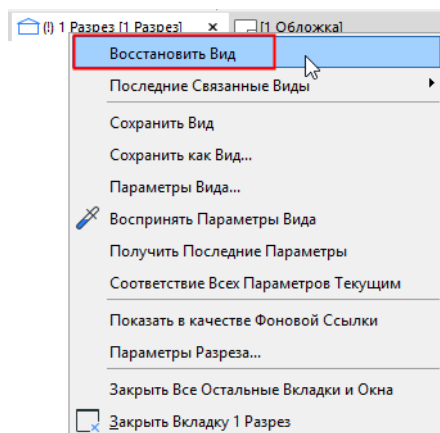 (!) 1 Разрез [1 Разрез] x [1 Обложка]
Восстановить Вид
Последние Связанные Виды
Сохранить Вид
Сохранить как Вид...
Параметры Вида...
Воспринять Параметры Вида
Получить Последние Параметры
Соответствие Всех Параметров Текущим
Показать в качестве Фоновой Ссылки
Параметры Разреза...
Закрыть Все Остальные Вкладки и Окна
Закрыть Вкладку 1 Разрез